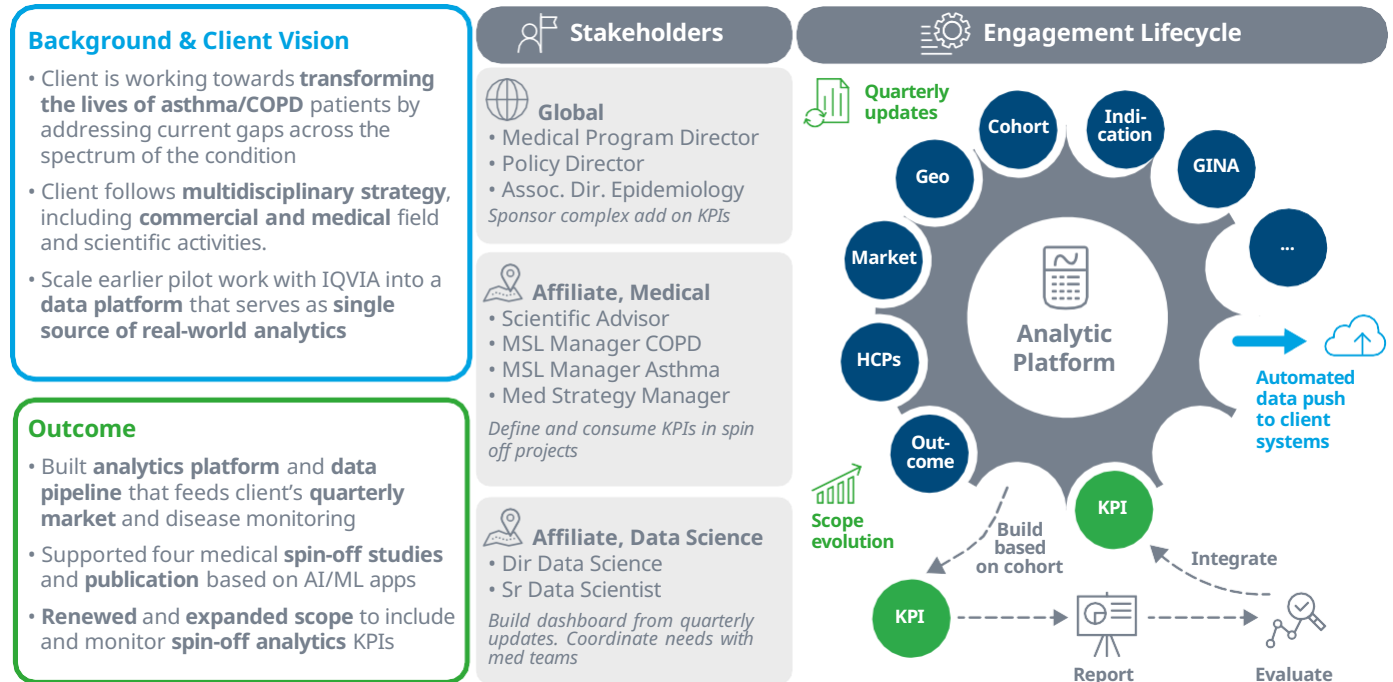 Background & Client Vision
• Client is working towards transforming
the lives of asthma/COPD patients by
addressing current gaps across the
spectrum of the condition
• Client follows multidisciplinary strategy,
including commercial and medical field
and scientific activities.
• Scale earlier pilot work with IQVIA into a
data platform that serves as single
source of real-world analytics
Outcome
• Built analytics platform and data
pipeline that feeds client's quarterly
market and disease monitoring
• Supported four medical spin-off studies
and publication based on AI/ML apps
• Renewed and expanded scope to include
and monitor spin-off analytics KPIs
Stakeholders
Global
• Medical Program Director
• Policy Director
• Assoc. Dir. Epidemiology
Sponsor complex add on KPIs
Affiliate, Medical
• Scientific Advisor
• MSL Manager COPD
• MSL Manager Asthma
• Med Strategy Manager
Define and consume KPIs in spin
off projects
Affiliate, Data Science
• Dir Data Science
• Sr Data Scientist
Build dashboard from quarterly
updates. Coordinate needs with
med teams
Engagement Lifecycle
Quarterly
updates
Cohort
Indi-
cation
GINA
Geo
...
Market
HCPs
Out-
come
Analytic
Platform
Automated
data push
to client
systems
KPI
Scope
evolution
Build
based
on cohort
Integrate
KPI
Report
Evaluate